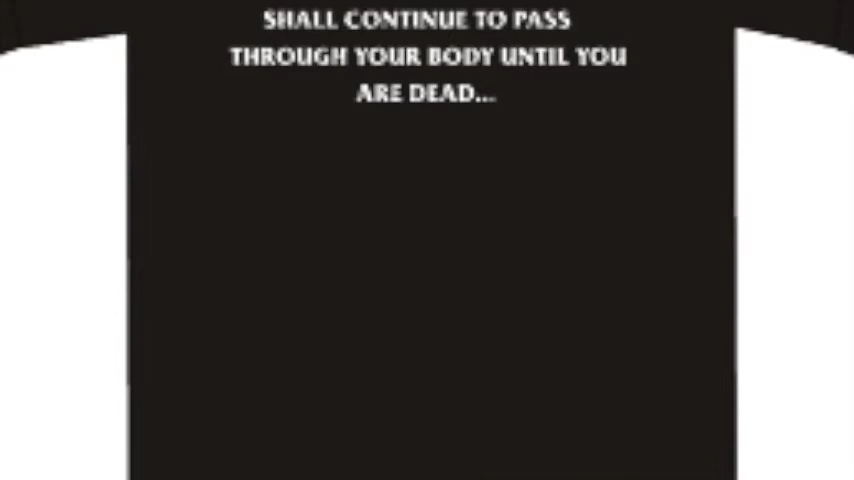 SHALL CONTINUE TO PASS
THROUGH YOUR BODY UNTIL YOU
ARE DEAD...